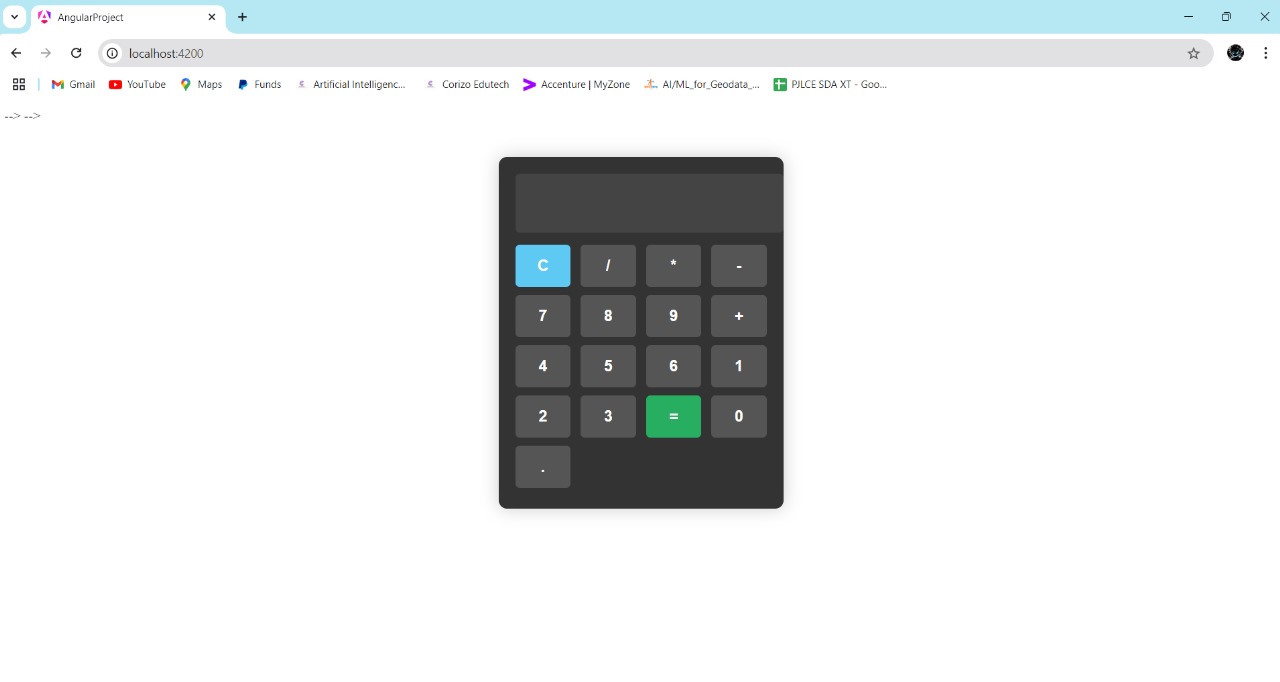 AngularProject
localhost:4200
Gmail YouTube Maps Funds Artificial Intelligenc... Corizo Edutech Accenture | MyZone AI/ML_for_Geodata_... PJLCE SDA XT - Goo...
--> -->
C / * -
7 8 9 +
4 5 6 1
2 3 = 0
.